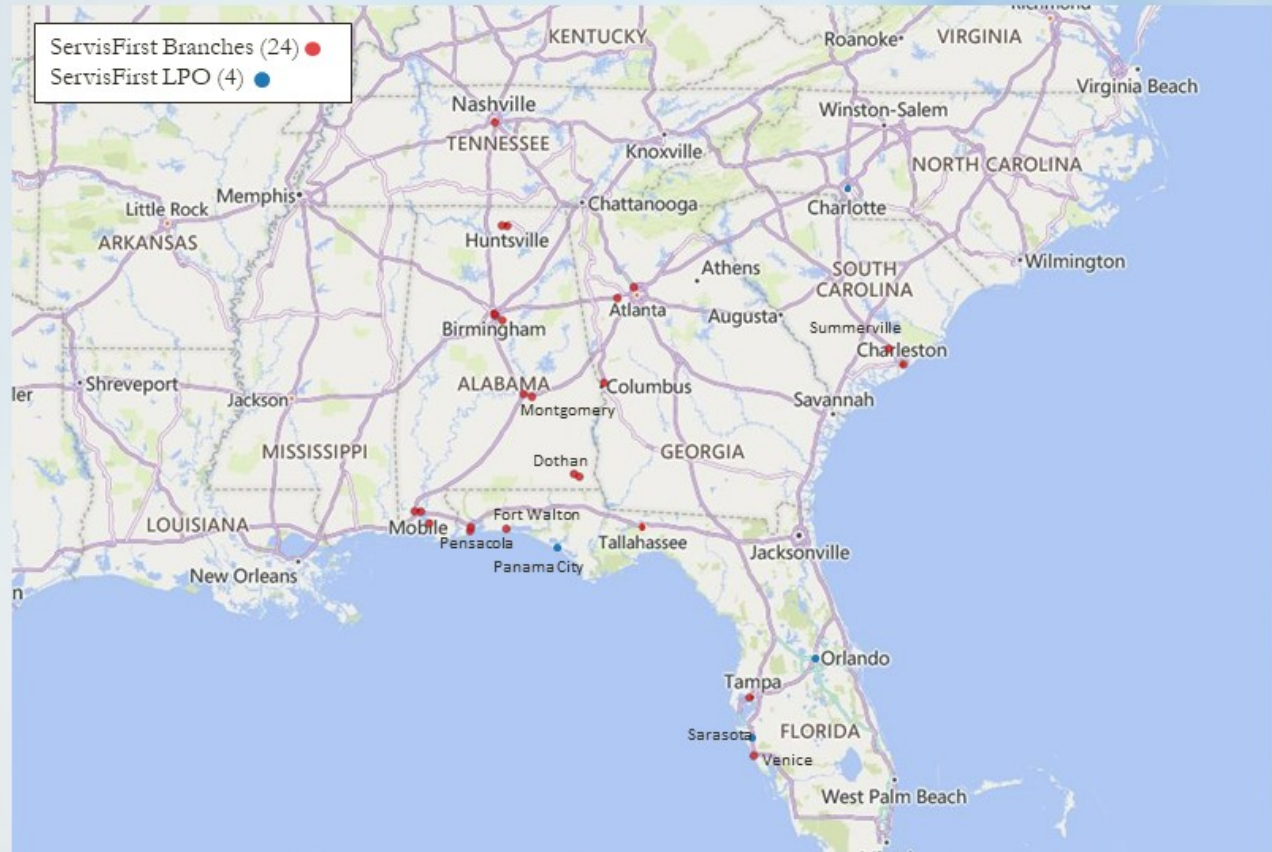 ServisFirst Branches (24)
ServisFirst LPO (4)
KENTUCKY
Roanoke
VIRGINIA
Richmond
Virginia Beach
Nashville
TENNESSEE
Knoxville
Winston-Salem
NORTH CAROLINA
Memphis
Little Rock
ARKANSAS
Chattanooga
Charlotte
Huntsville
Athens
SOUTH
CAROLINA
Wilmington
Atlanta
Augusta
Birmingham
Summerville
Charleston
Shreveport
ler
Jackson
ALABAMA
Columbus
Savannah
Montgomery
MISSISSIPPI
GEORGIA
Dothan
LOUISIANA
Mobile
Fort Walton
Pensacola
Tallahassee
Jacksonville
Panama City
New Orleans
n
Orlando
Tampa
Sarasota
FLORIDA
Venice
West Palm Beach